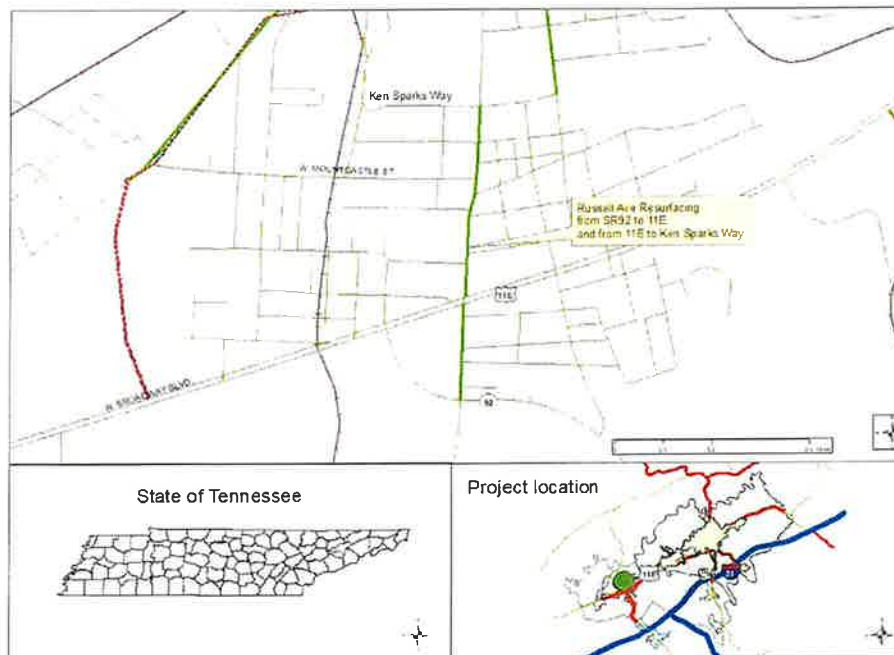 Ken Sparks Way
W MOUNTCASTLE ST
Russell Ave Resurfacing
from SR92 to 11E
and from 11E to Ken Sparks Way
11E
W BROADWAY BLVD
92
State of Tennessee
Project location
11E